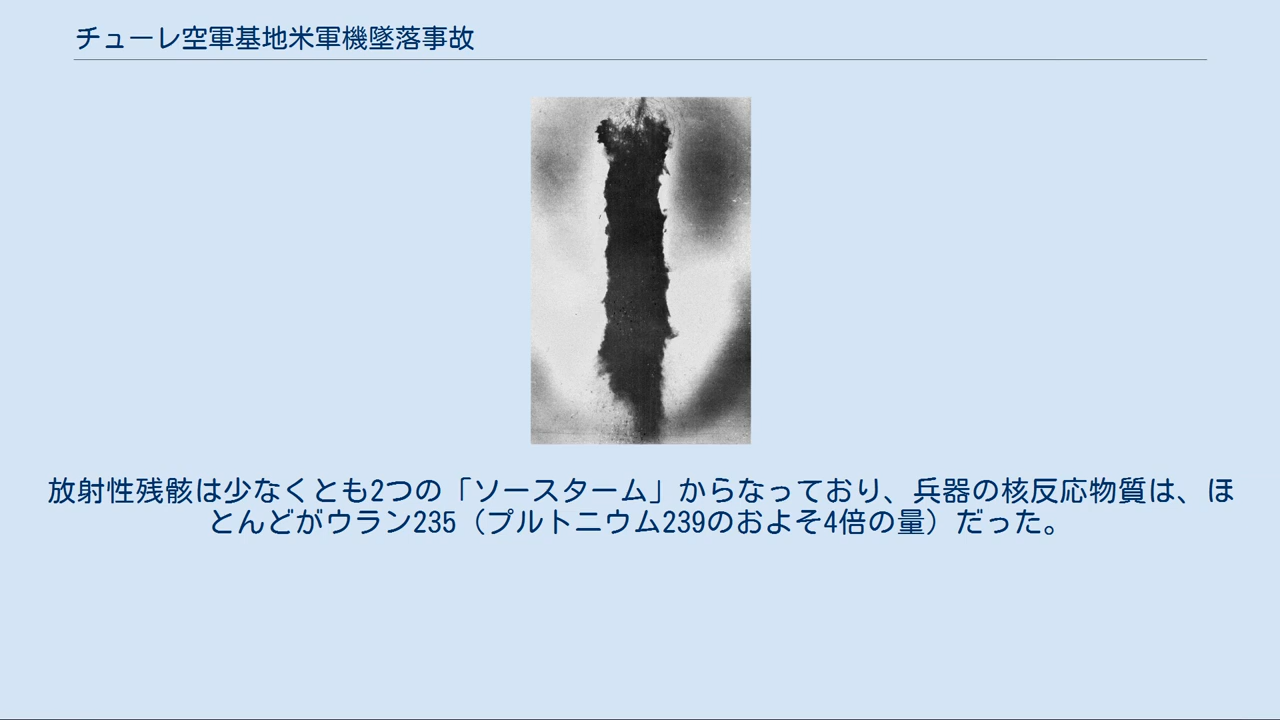 チューレ空軍基地米軍機墜落事故
放射性残骸は少なくとも2つの「ソースターム」からなっており、兵器の核反応物質は、ほ
とんどがウラン235（プルトニウム239のおよそ4倍の量）だった。